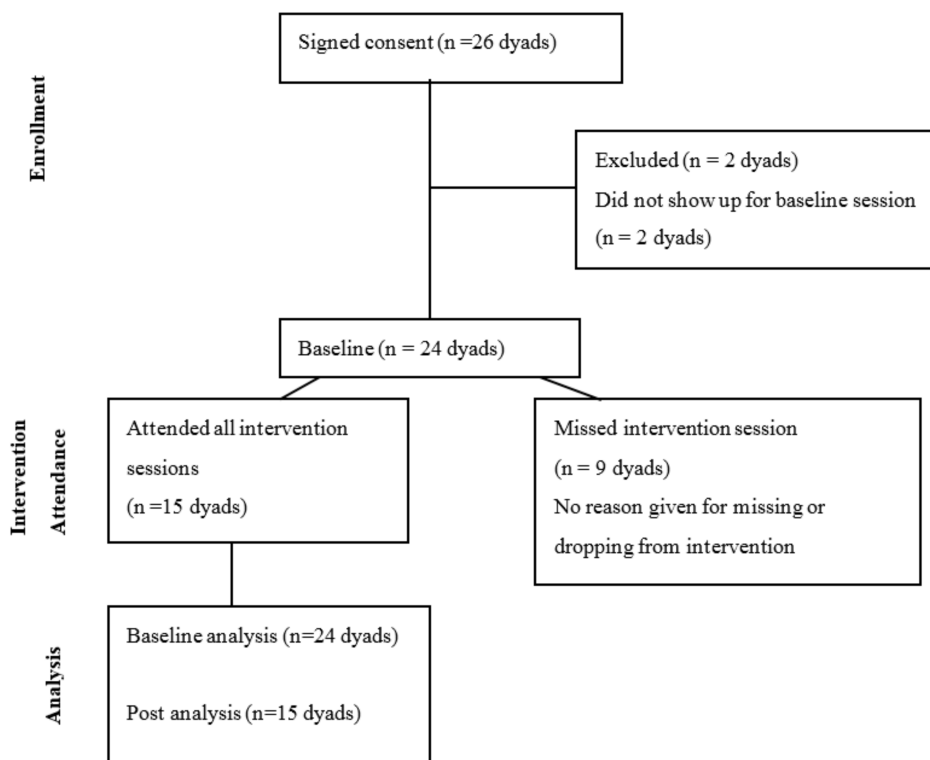 Enrollment
Signed consent (n =26 dyads)
Excluded (n = 2 dyads)
Did not show up for baseline session
(n = 2 dyads)
Baseline (n = 24 dyads)
Intervention
Attendance
Attended all intervention
sessions
(n =15 dyads)
Missed intervention session
(n = 9 dyads)
No reason given for missing or
dropping from intervention
Analysis
Baseline analysis (n=24 dyads)
Post analysis (n=15 dyads)